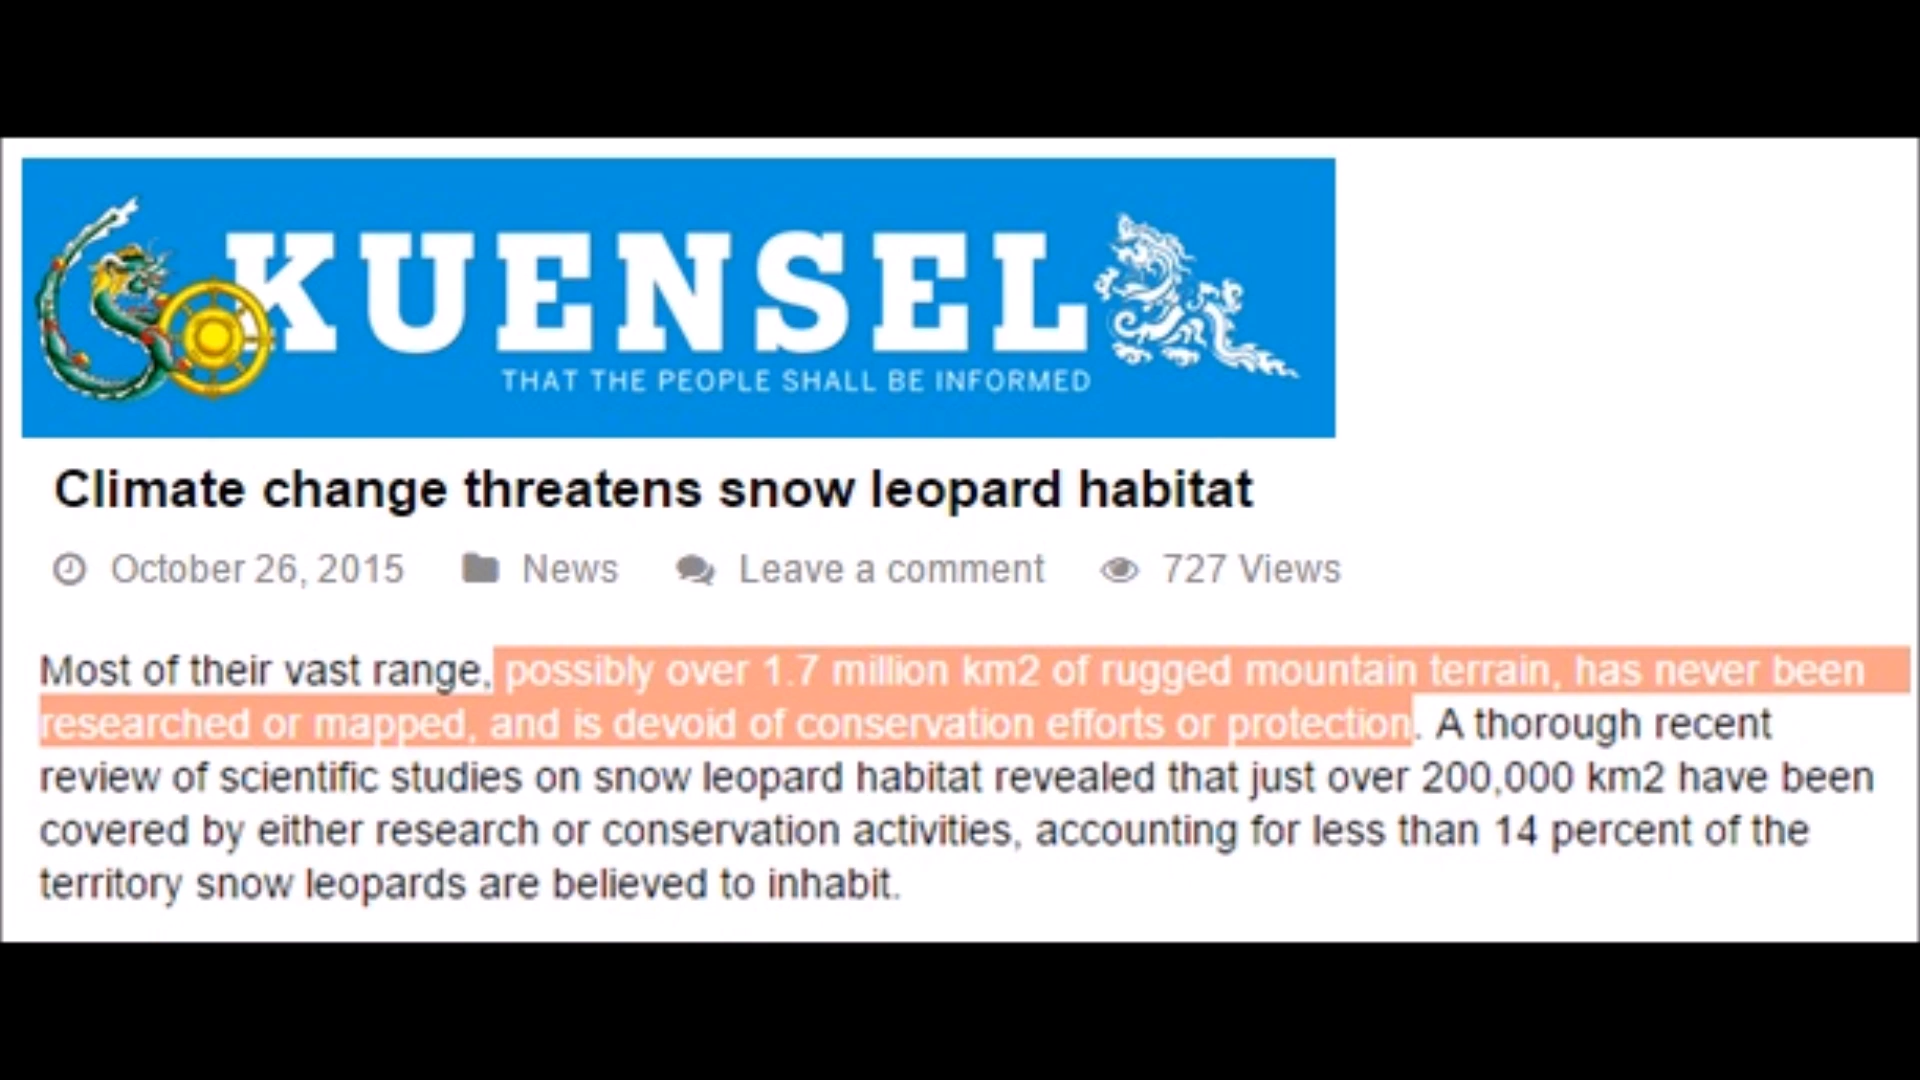 KUENSEL
THAT THE PEOPLE SHALL BE INFORMED
Climate change threatens snow leopard habitat
October 26, 2015 News Leave a comment 727 Views
Most of their vast range, possibly over 1.7 million km2 of rugged mountain terrain, has never been
researched or mapped, and is devoid of conservation efforts or protection. A thorough recent
review of scientific studies on snow leopard habitat revealed that just over 200,000 km2 have been
covered by either research or conservation activities, accounting for less than 14 percent of the
territory snow leopards are believed to inhabit.